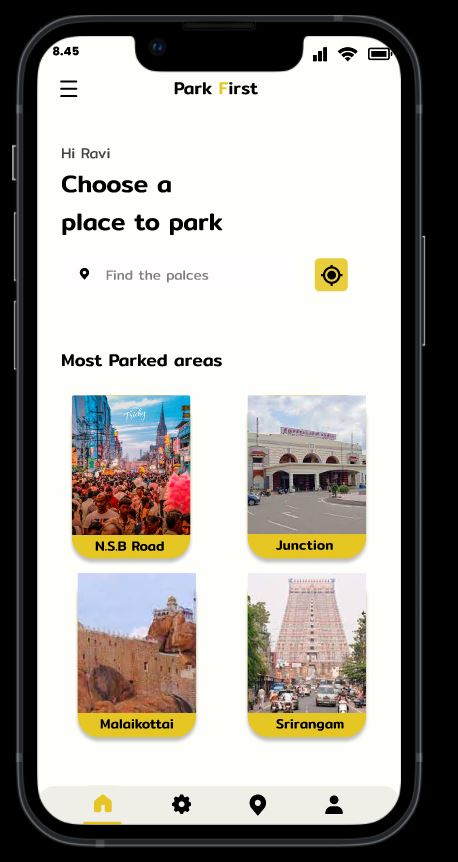 8.45
Park First
Hi Ravi
Choose a
place to park
Find the palces
Most Parked areas
Trichy
N.S.B Road
Junction
Malaikottai
Srirangam